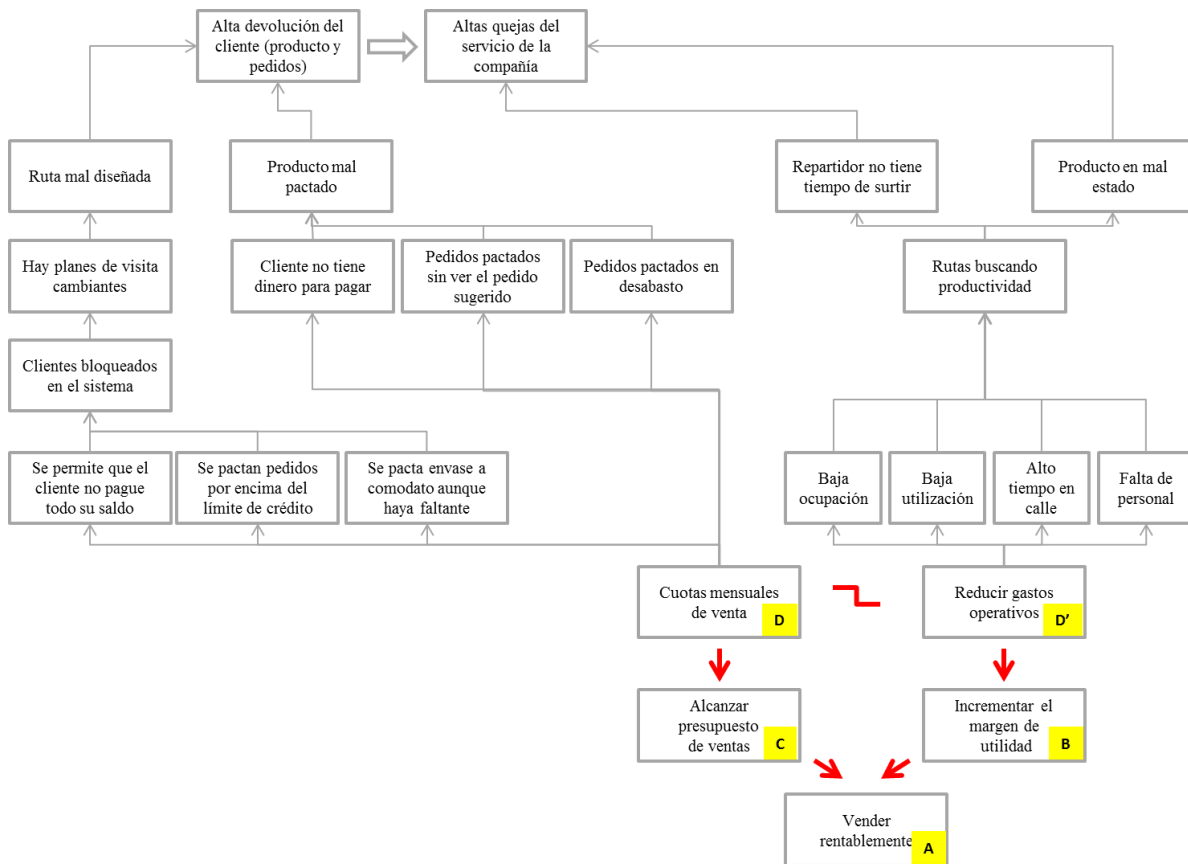 Alta devolución del
cliente (producto y
pedidos)
Altas quejas del
servicio de la
compañía
Ruta mal diseñada
Producto mal
pactado
Repartidor no tiene
tiempo de surtir
Producto en mal
estado
Hay planes de visita
cambiantes
Cliente no tiene
dinero para pagar
Pedidos pactados
sin ver el pedido
sugerido
Pedidos pactados en
desabasto
Rutas buscando
productividad
Clientes bloqueados
en el sistema
Se permite que el
cliente no pague
todo su saldo
Se pactan pedidos
por encima del
límite de crédito
Se pacta envase a
comodato aunque
haya faltante
Baja
ocupación
Baja
utilización
Alto
tiempo en
calle
Falta de
personal
Cuotas mensuales
de venta
D
Reducir gastos
operativos
D’
Alcanzar
presupuesto
de ventas
C
Incrementar el
margen de
utilidad
B
Vender
rentablemente
A